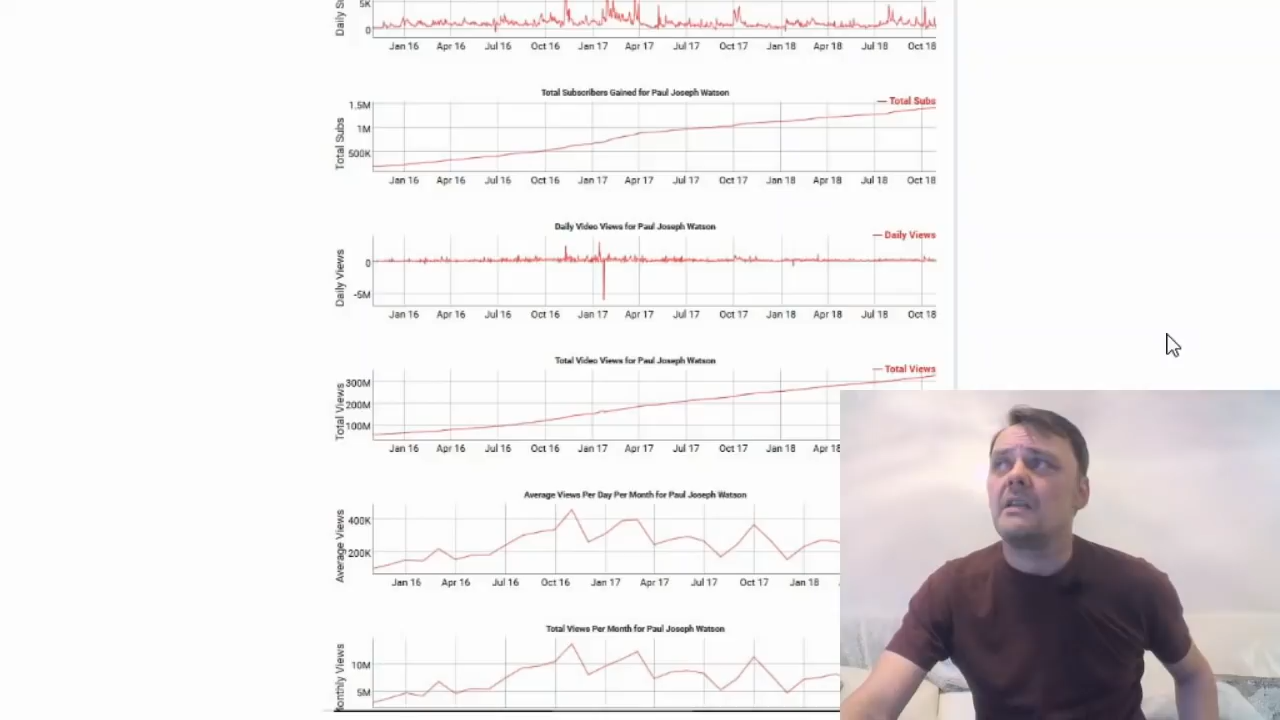 Daily S
5K
0
Jan 16 Apr 16 Jul 16 Oct 16 Jan 17 Apr 17 Jul 17 Oct 17 Jan 18 Apr 18 Jul 18 Oct 18
Total Subscribers Gained for Paul Joseph Watson
Total Subs
Total Subs
1.5M
1M
500K
Jan 16 Apr 16 Jul 16 Oct 16 Jan 17 Apr 17 Jul 17 Oct 17 Jan 18 Apr 18 Jul 18 Oct 18
Daily Video Views for Paul Joseph Watson
Daily Views
Daily Views
0
-5M
Jan 16 Apr 16 Jul 16 Oct 16 Jan 17 Apr 17 Jul 17 Oct 17 Jan 18 Apr 18 Jul 18 Oct 18
Total Video Views for Paul Joseph Watson
Total Views
Total Views
300M
200M
100M
Jan 16 Apr 16 Jul 16 Oct 16 Jan 17 Apr 17 Jul 17 Oct 17 Jan 18
Average Views Per Day Per Month for Paul Joseph Watson
Average Views
400K
200K
Jan 16 Apr 16 Jul 16 Oct 16 Jan 17 Apr 17 Jul 17 Oct 17 Jan 18
Total Views Per Month for Paul Joseph Watson
onthly Views
10M
5M